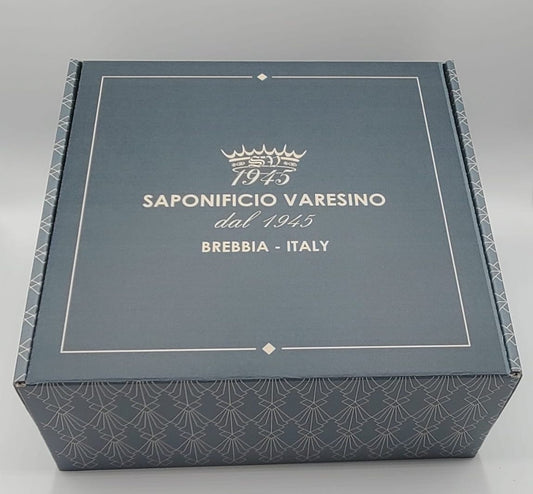 SV
1945
SAPONIFICIO VARESINO
dal 1945
BREBBIA - ITALY